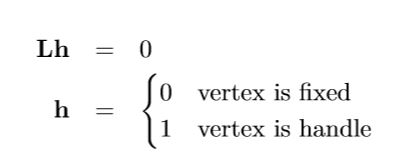 Lh = 0
h = { 0 vertex is fixed
1 vertex is handle